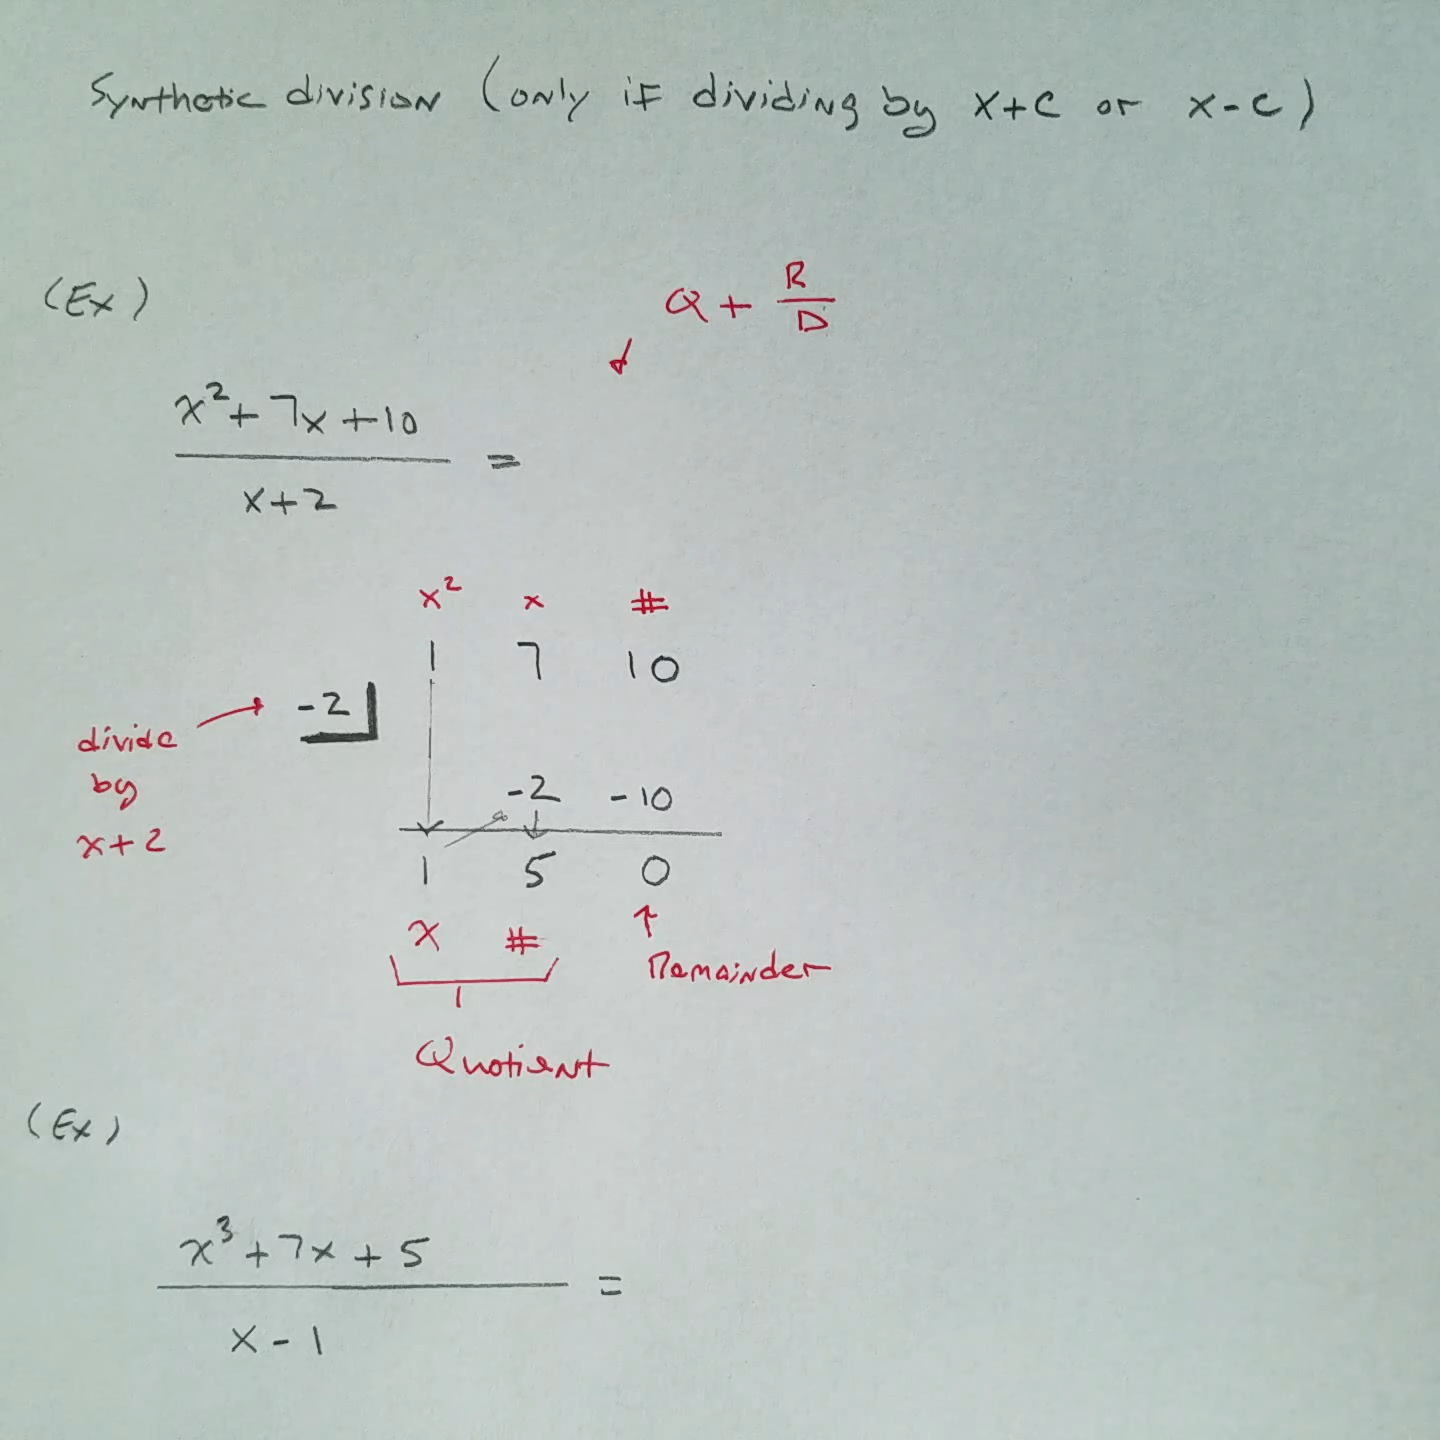 Synthetic division (only if dividing by x+c or x-c)
(Ex)
Q + R/D
x²+7x+10
x+2
=
x² x #
1 7 10
-2
divide
by
x+2
-2 -10
1 5 0
x #
Remainder
Quotient
(Ex)
x³+7x+5
x-1
=